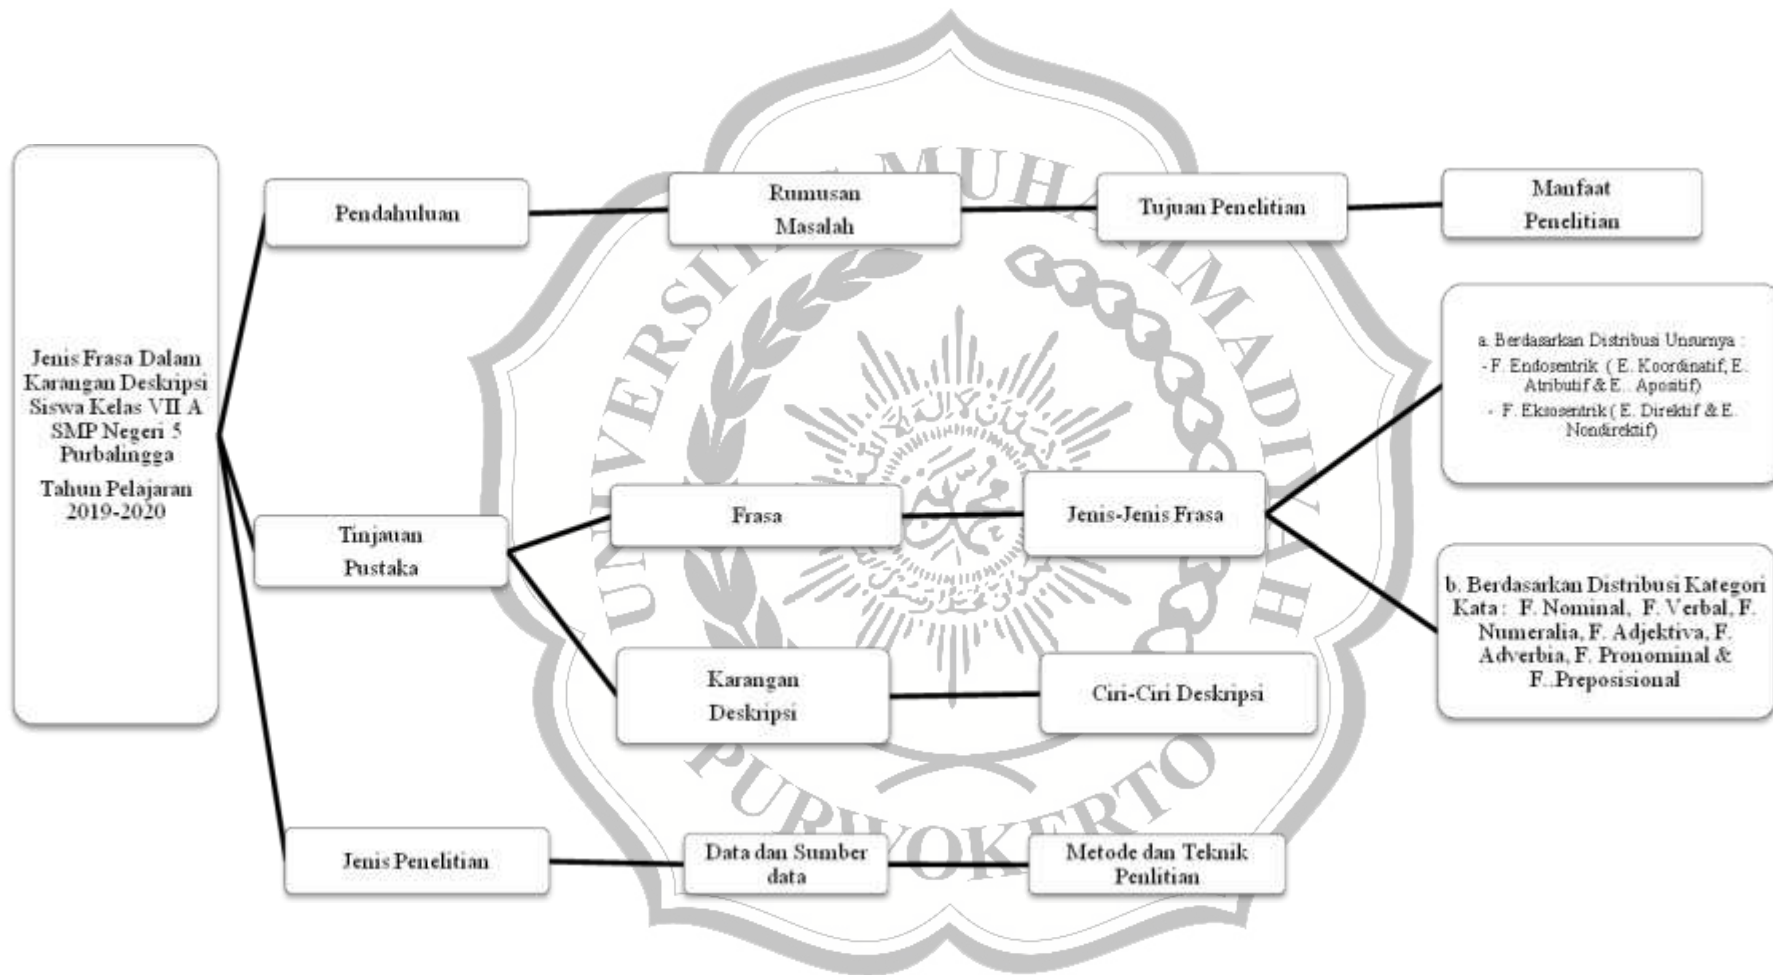 Jenis Frasa Dalam
Karangan Deskripsi
Siswa Kelas VII A
SMP Negeri 5
Purbalingga
Tahun Pelajaran
2019-2020
Pendahuluan
Rumusan
Masalah
Tujuan Penelitian
Manfaat
Penelitian
Tinjauan
Pustaka
Frasa
Jenis-Jenis Frasa
a. Berdasarkan Distribusi Unsurnya :
- F. Endosentrik ( E. Koordinatif, E.
Atributif & E.. Apositif)
- F. Eksosentrik ( E. Direktif & E.
Nondirektif)
b. Berdasarkan Distribusi Kategori
Kata : F. Nominal, F. Verbal, F.
Numeralia, F. Adjektiva, F.
Adverbia, F. Pronominal &
F..Preposisional
Karangan
Deskripsi
Ciri-Ciri Deskripsi
Jenis Penelitian
Data dan Sumber
data
Metode dan Teknik
Penlitian
UNIVERSITAS MUHAMMADIYAH
PURWOKERTO